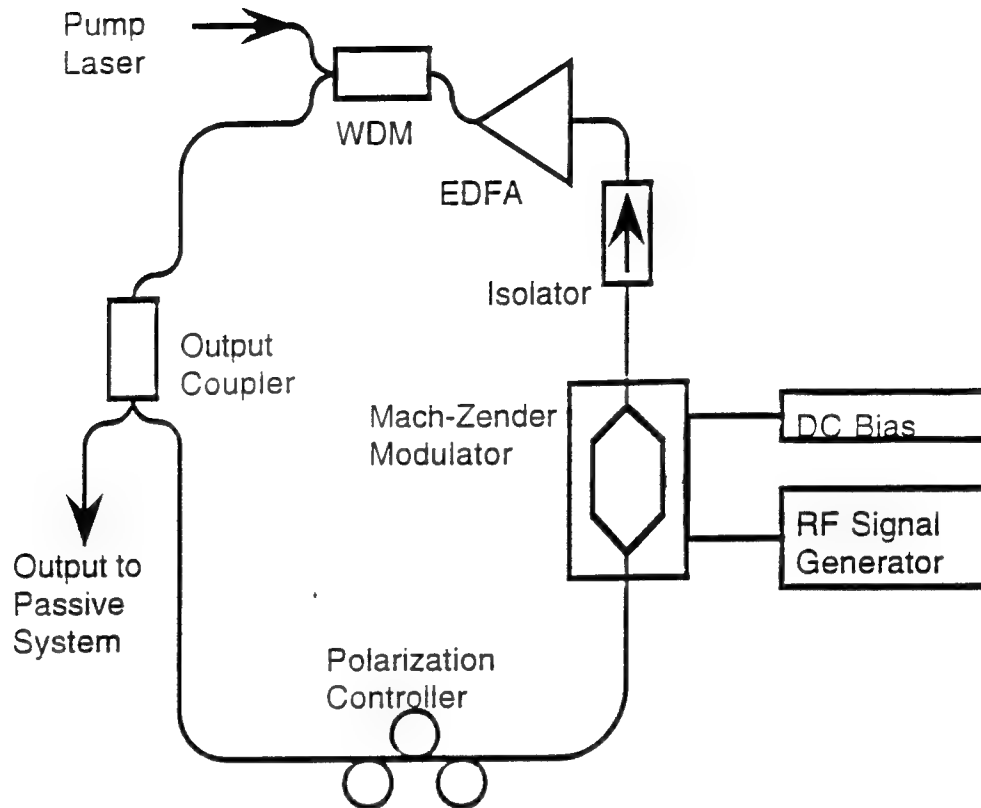 Pump
Laser
WDM
EDFA
Isolator
Output
Coupler
Mach-Zender
Modulator
DC Bias
RF Signal
Generator
Output to
Passive
System
Polarization
Controller